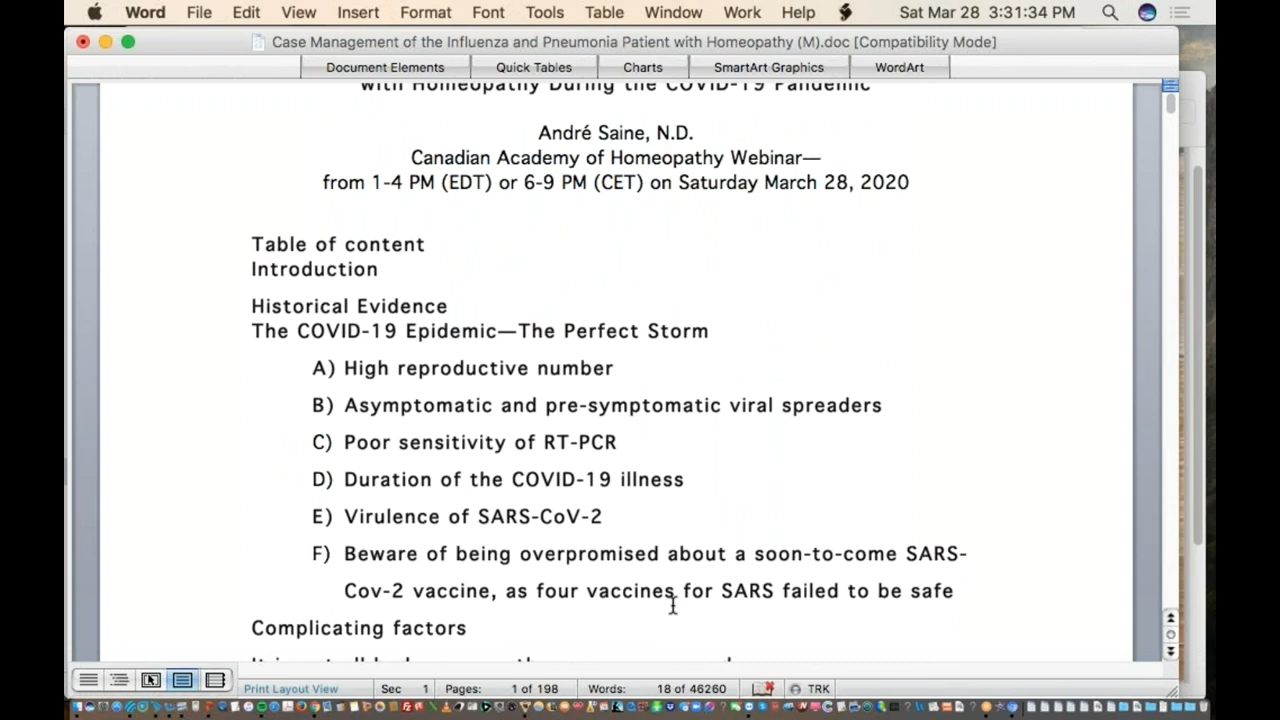 Word File Edit View Insert Format Font Tools Table Window Work Help Sat Mar 28 3:31:34 PM
Case Management of the Influenza and Pneumonia Patient with Homeopathy (M).doc [Compatibility Mode]
Document Elements Quick Tables Charts SmartArt Graphics WordArt
with Homeopathy During the COVID-19 Pandemic
André Saine, N.D.
Canadian Academy of Homeopathy Webinar—
from 1-4 PM (EDT) or 6-9 PM (CET) on Saturday March 28, 2020
Table of content
Introduction
Historical Evidence
The COVID-19 Epidemic—The Perfect Storm
A) High reproductive number
B) Asymptomatic and pre-symptomatic viral spreaders
C) Poor sensitivity of RT-PCR
D) Duration of the COVID-19 illness
E) Virulence of SARS-CoV-2
F) Beware of being overpromised about a soon-to-come SARS-
Cov-2 vaccine, as four vaccines for SARS failed to be safe
Complicating factors
Print Layout View Sec 1 Pages: 1 of 198 Words: 18 of 46260 TRK